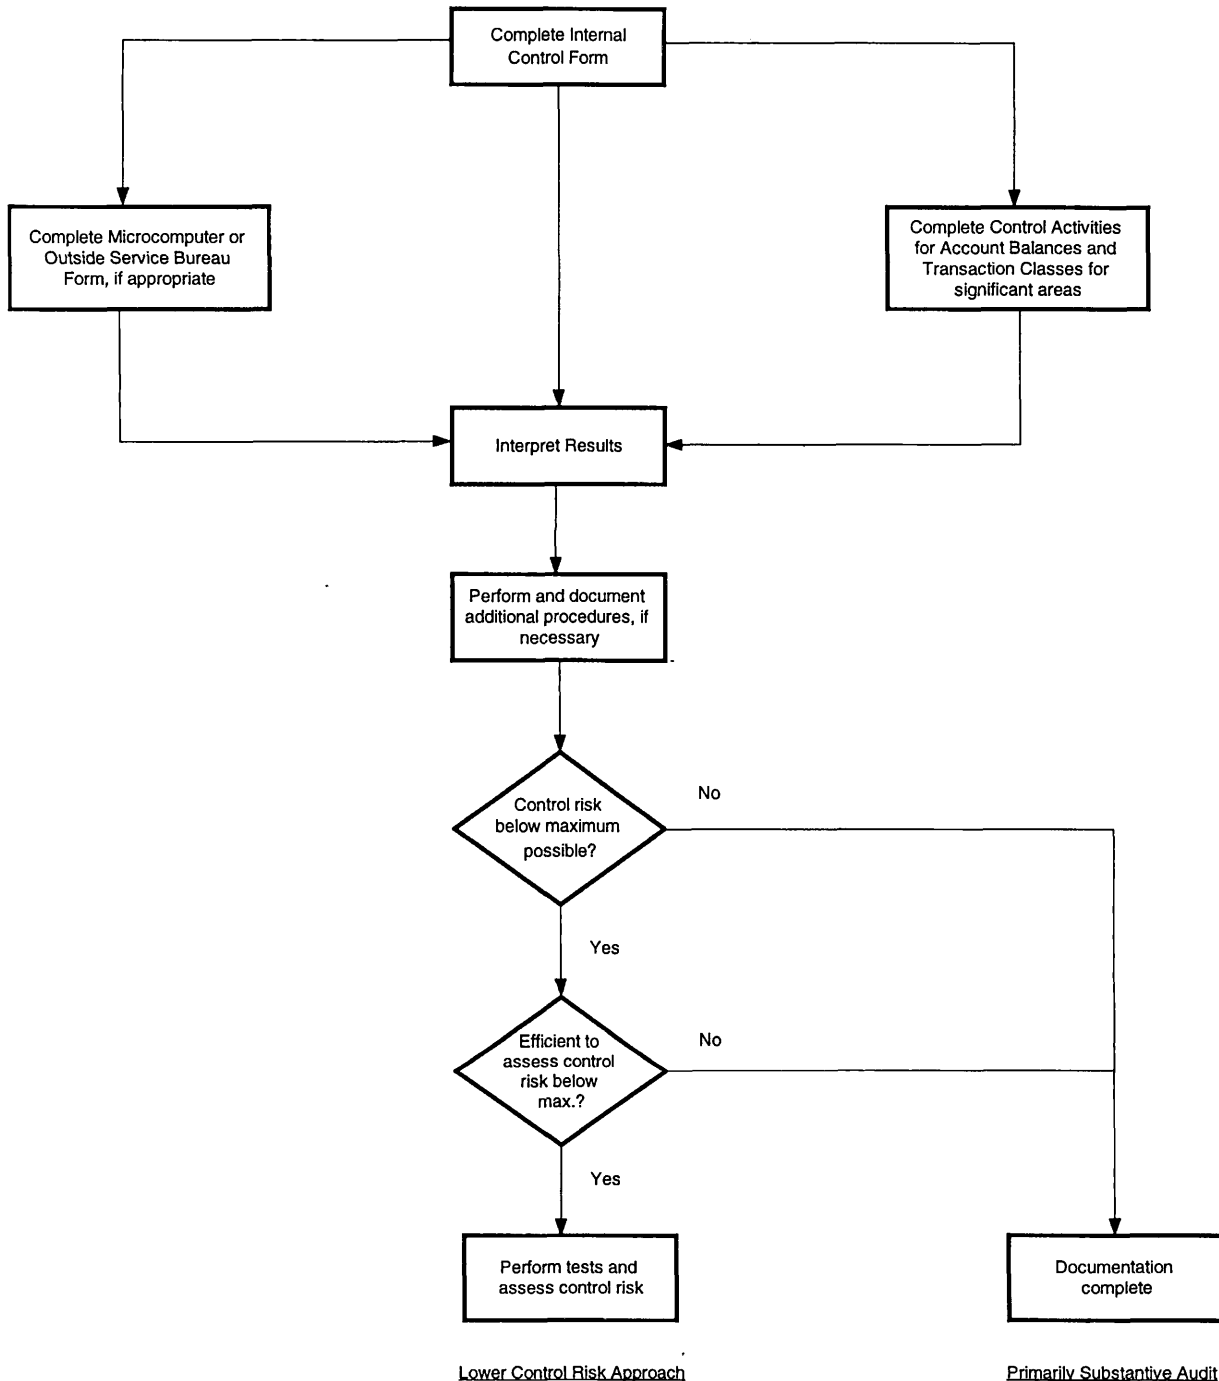 Complete Internal
Control Form
Complete Microcomputer or
Outside Service Bureau
Form, if appropriate
Complete Control Activities
for Account Balances and
Transaction Classes for
significant areas
Interpret Results
Perform and document
additional procedures, if
necessary
Control risk
below maximum
possible?
No
Yes
Efficient to
assess control
risk below
max.?
No
Yes
Perform tests and
assess control risk
Documentation
complete
Lower Control Risk Approach
Primarily Substantive Audit